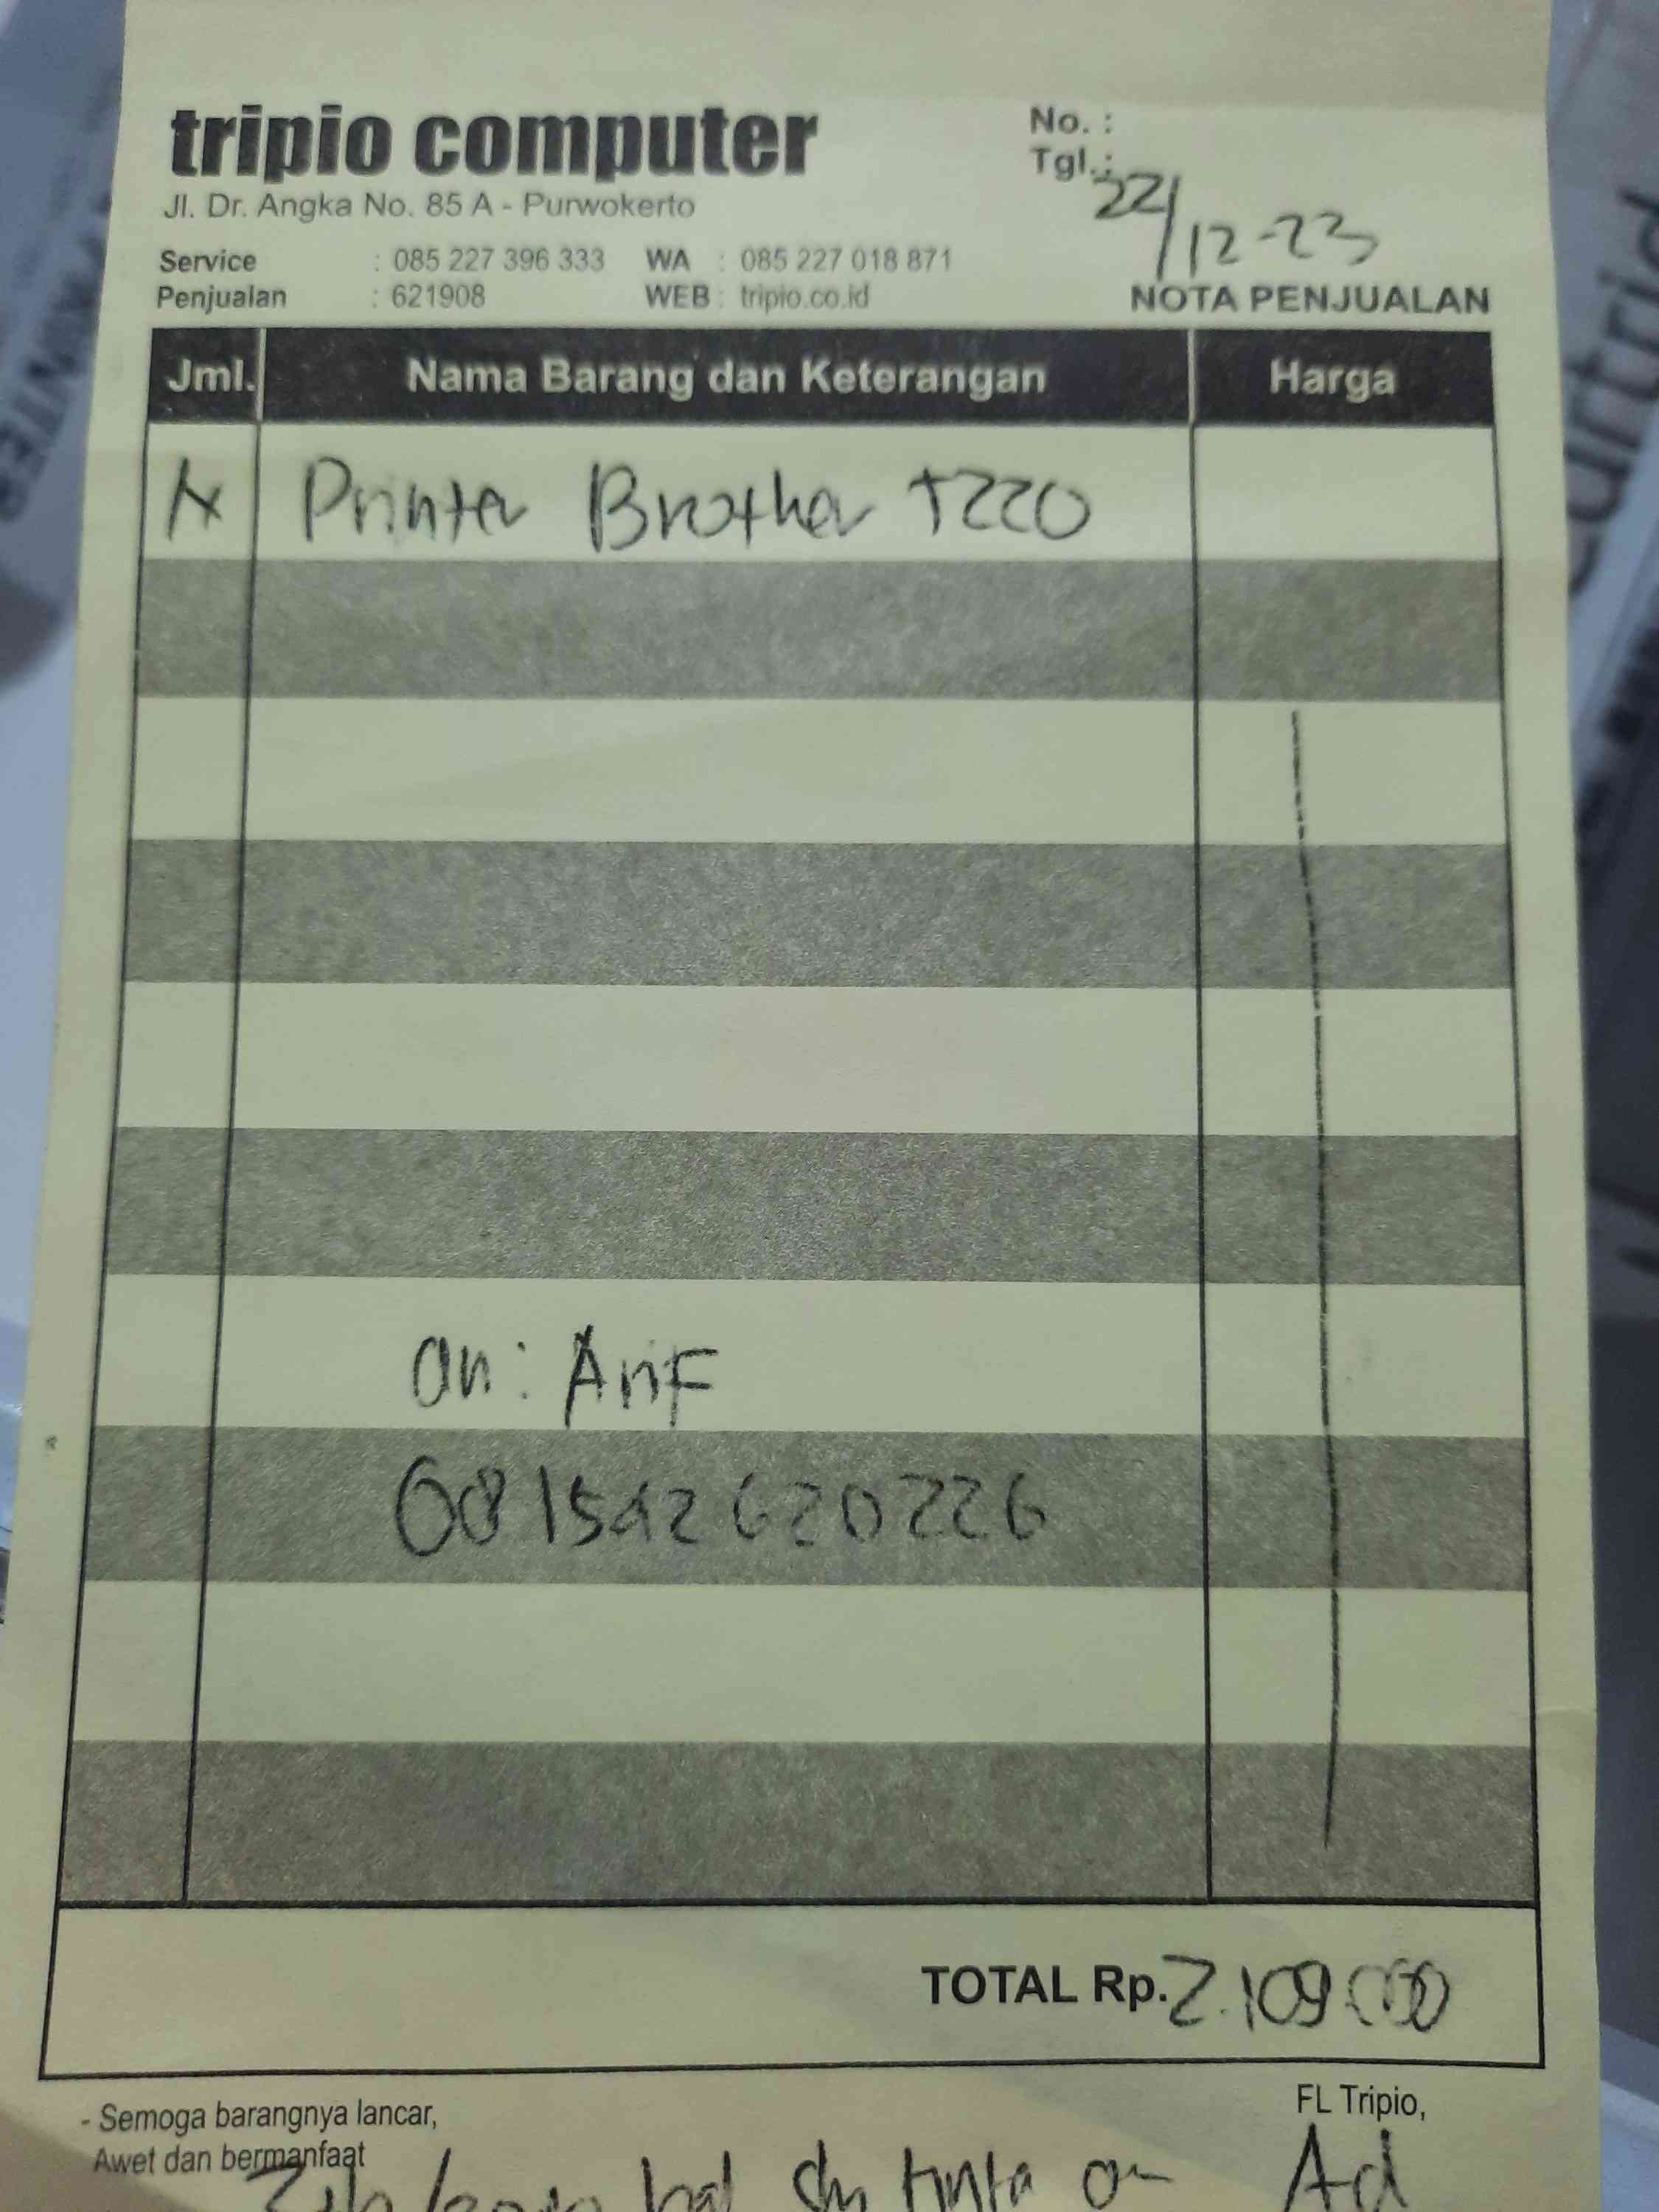 tripio computer
Jl. Dr. Angka No. 85 A - Purwokerto
Service : 085 227 396 333 WA : 085 227 018 871
Penjualan : 621908 WEB : tripio.co.id
No. :
Tgl. : 22/12-23
NOTA PENJUALAN
Jml. Nama Barang dan Keterangan Harga
Printer Brother T220
an : Arif
081542620226
TOTAL Rp. 2.109.000
- Semoga barangnya lancar,
Awet dan bermanfaat
FL Tripio,
tinta
Ad